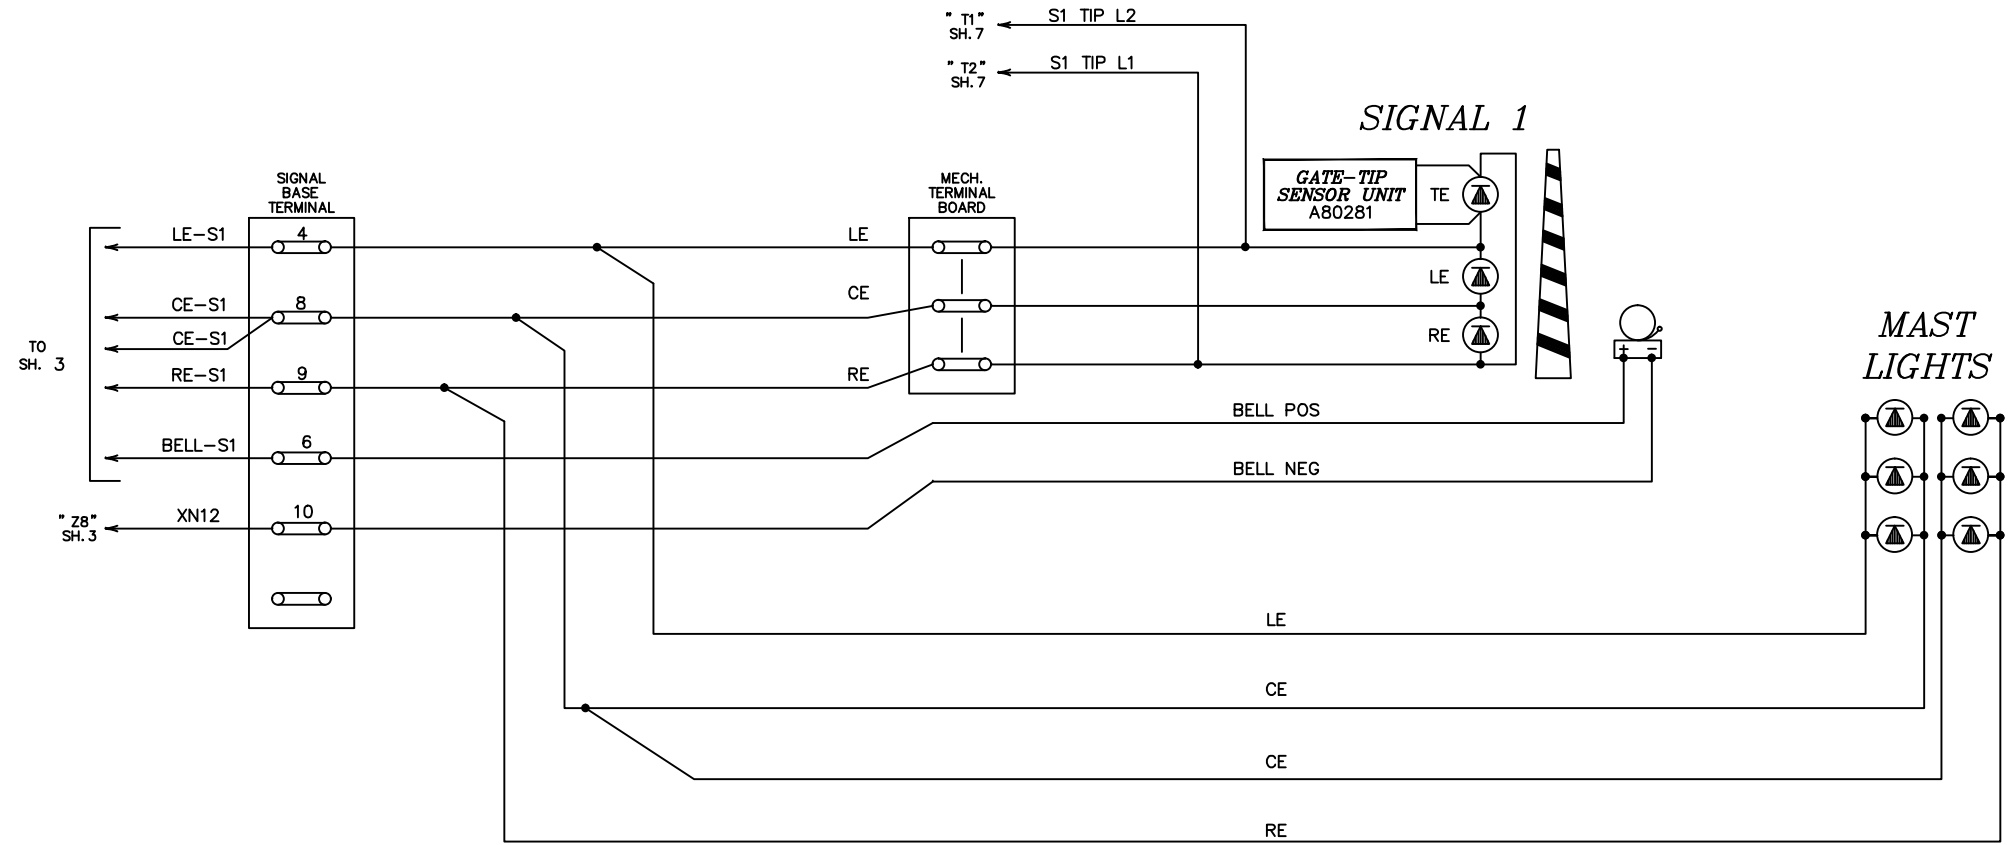 " T1"
SH. 7
S1 TIP L2
" T2"
SH. 7
S1 TIP L1
SIGNAL 1
GATE-TIP
SENSOR UNIT
A80281
TE
LE
RE
SIGNAL
BASE
TERMINAL
MECH.
TERMINAL
BOARD
TO
SH. 3
LE-S1
4
LE
CE-S1
8
CE
CE-S1
RE-S1
9
RE
BELL-S1
6
BELL POS
+ -
BELL NEG
" Z8"
SH. 3
XN12
10
MAST
LIGHTS
LE
CE
CE
RE